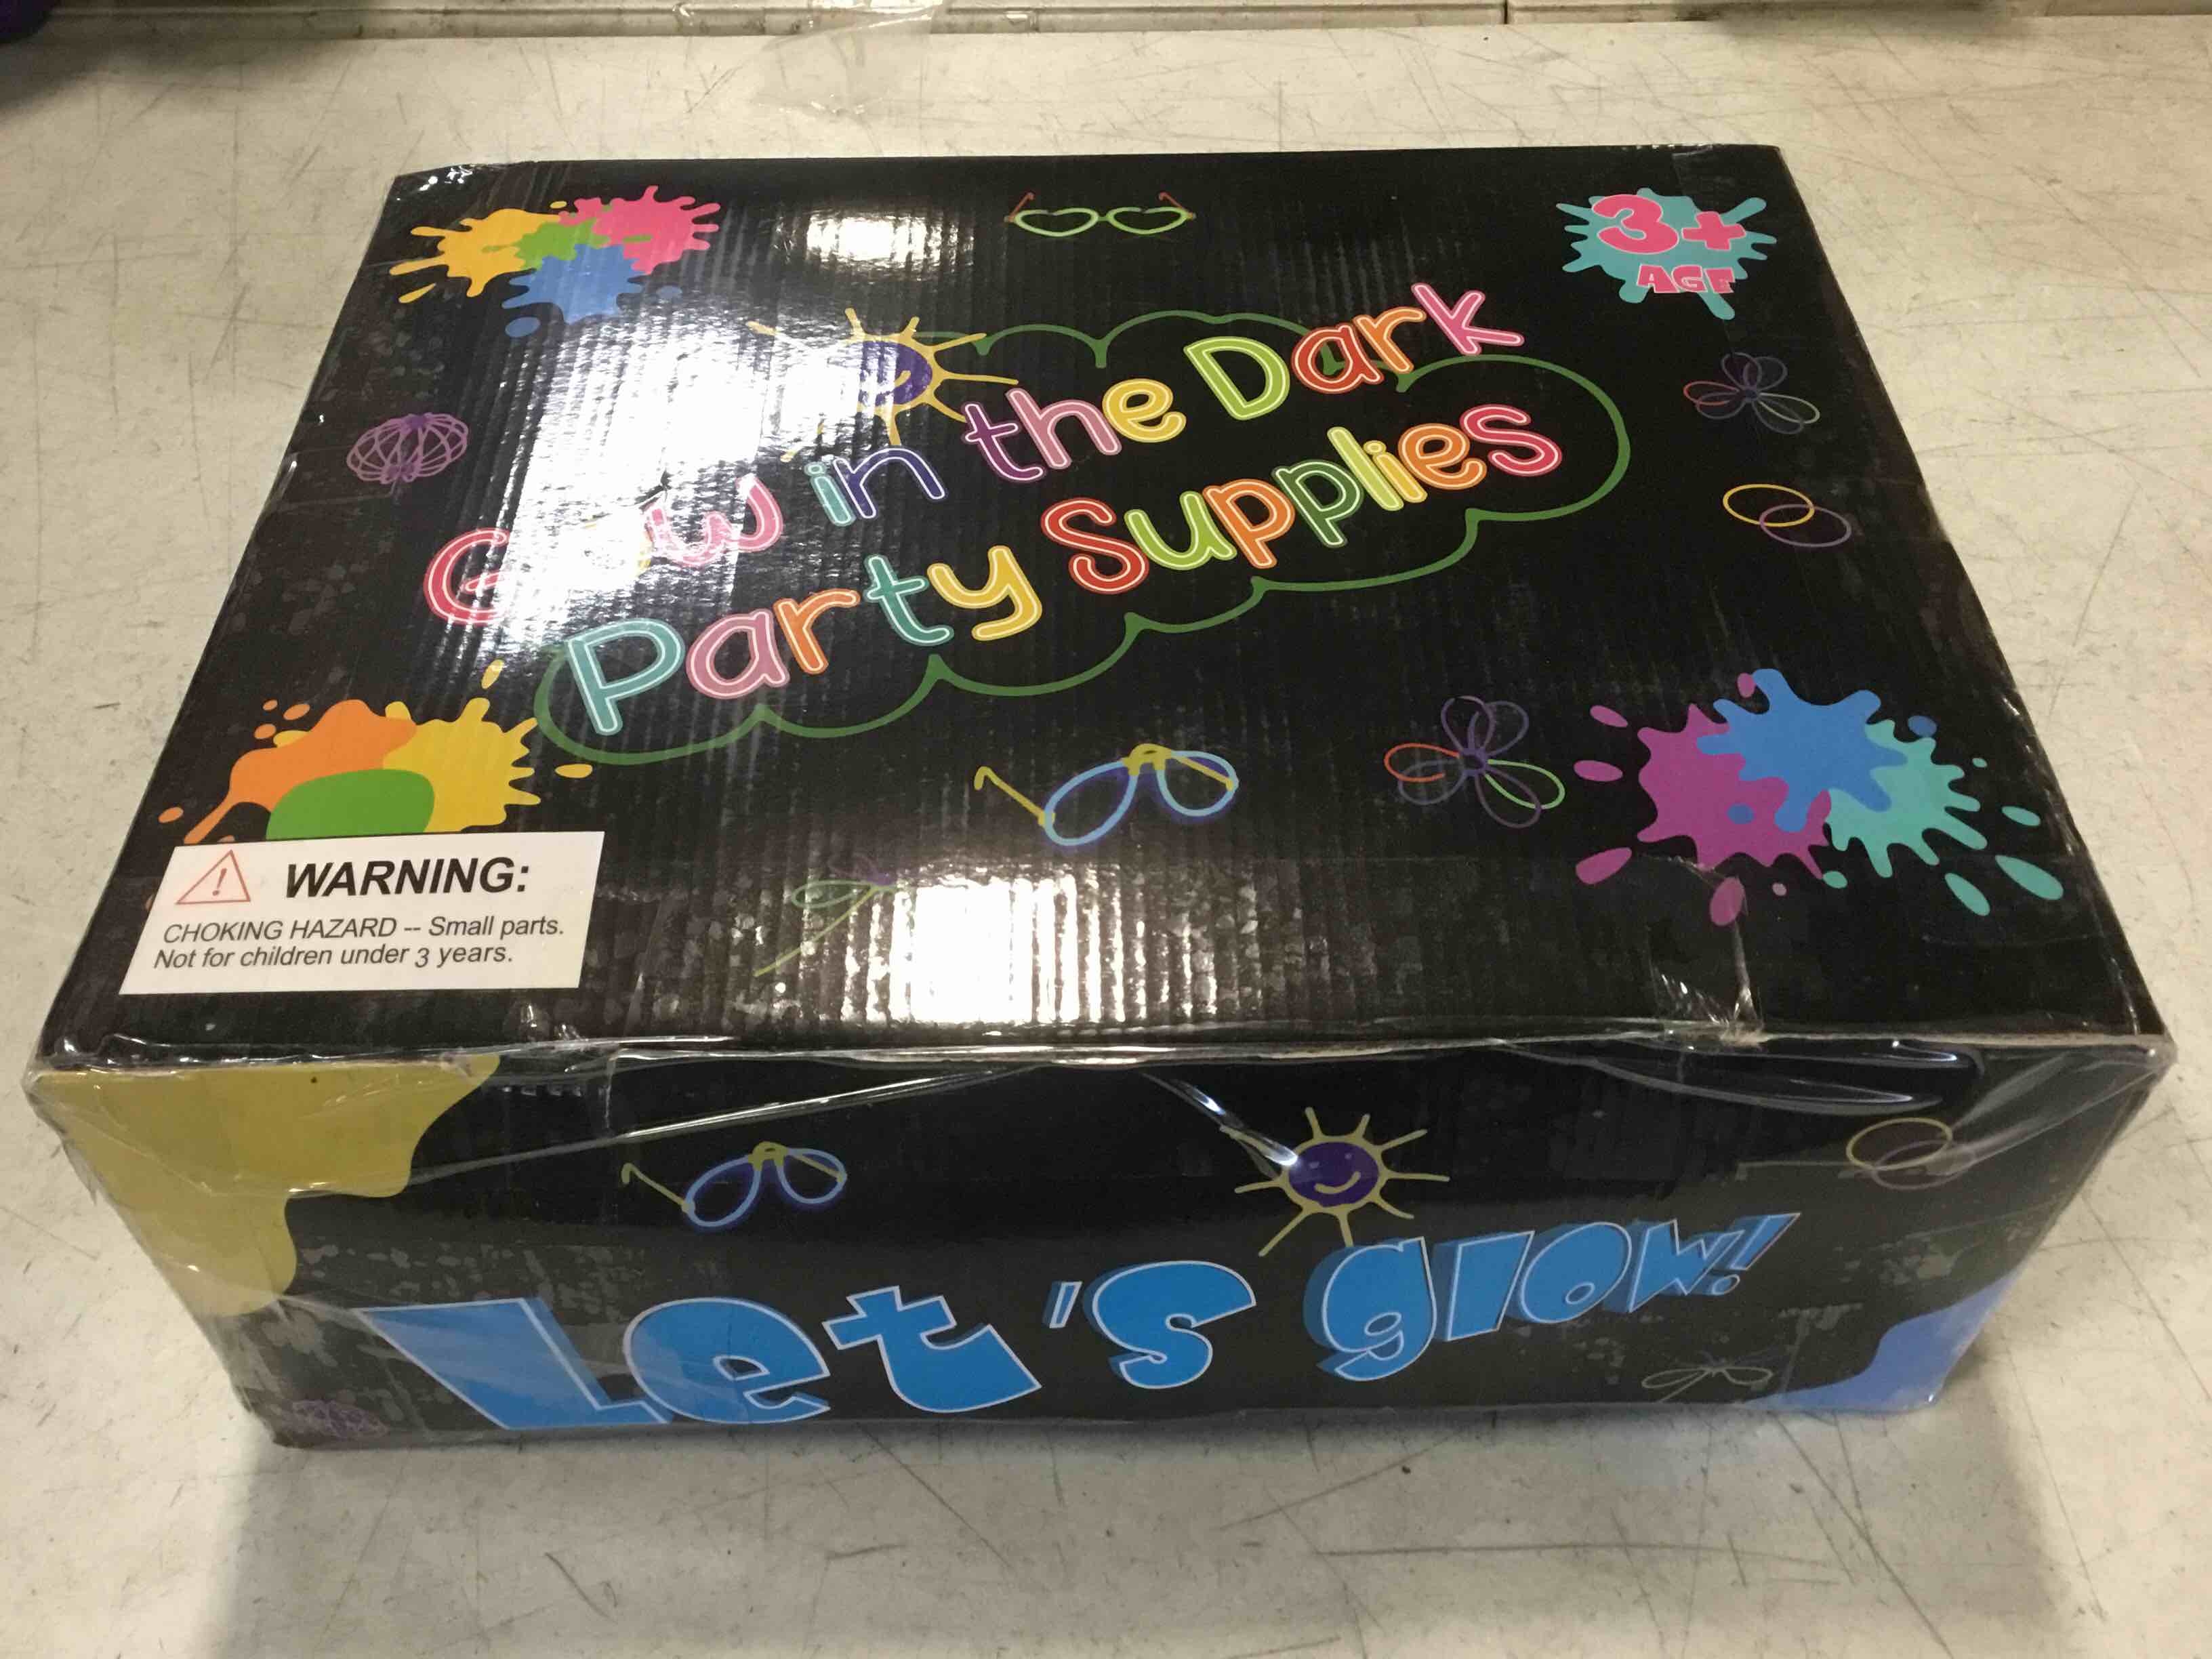 3+
AGE
Glow in the Dark
Party Supplies
WARNING:
CHOKING HAZARD -- Small parts.
Not for children under 3 years.
Let's glow!